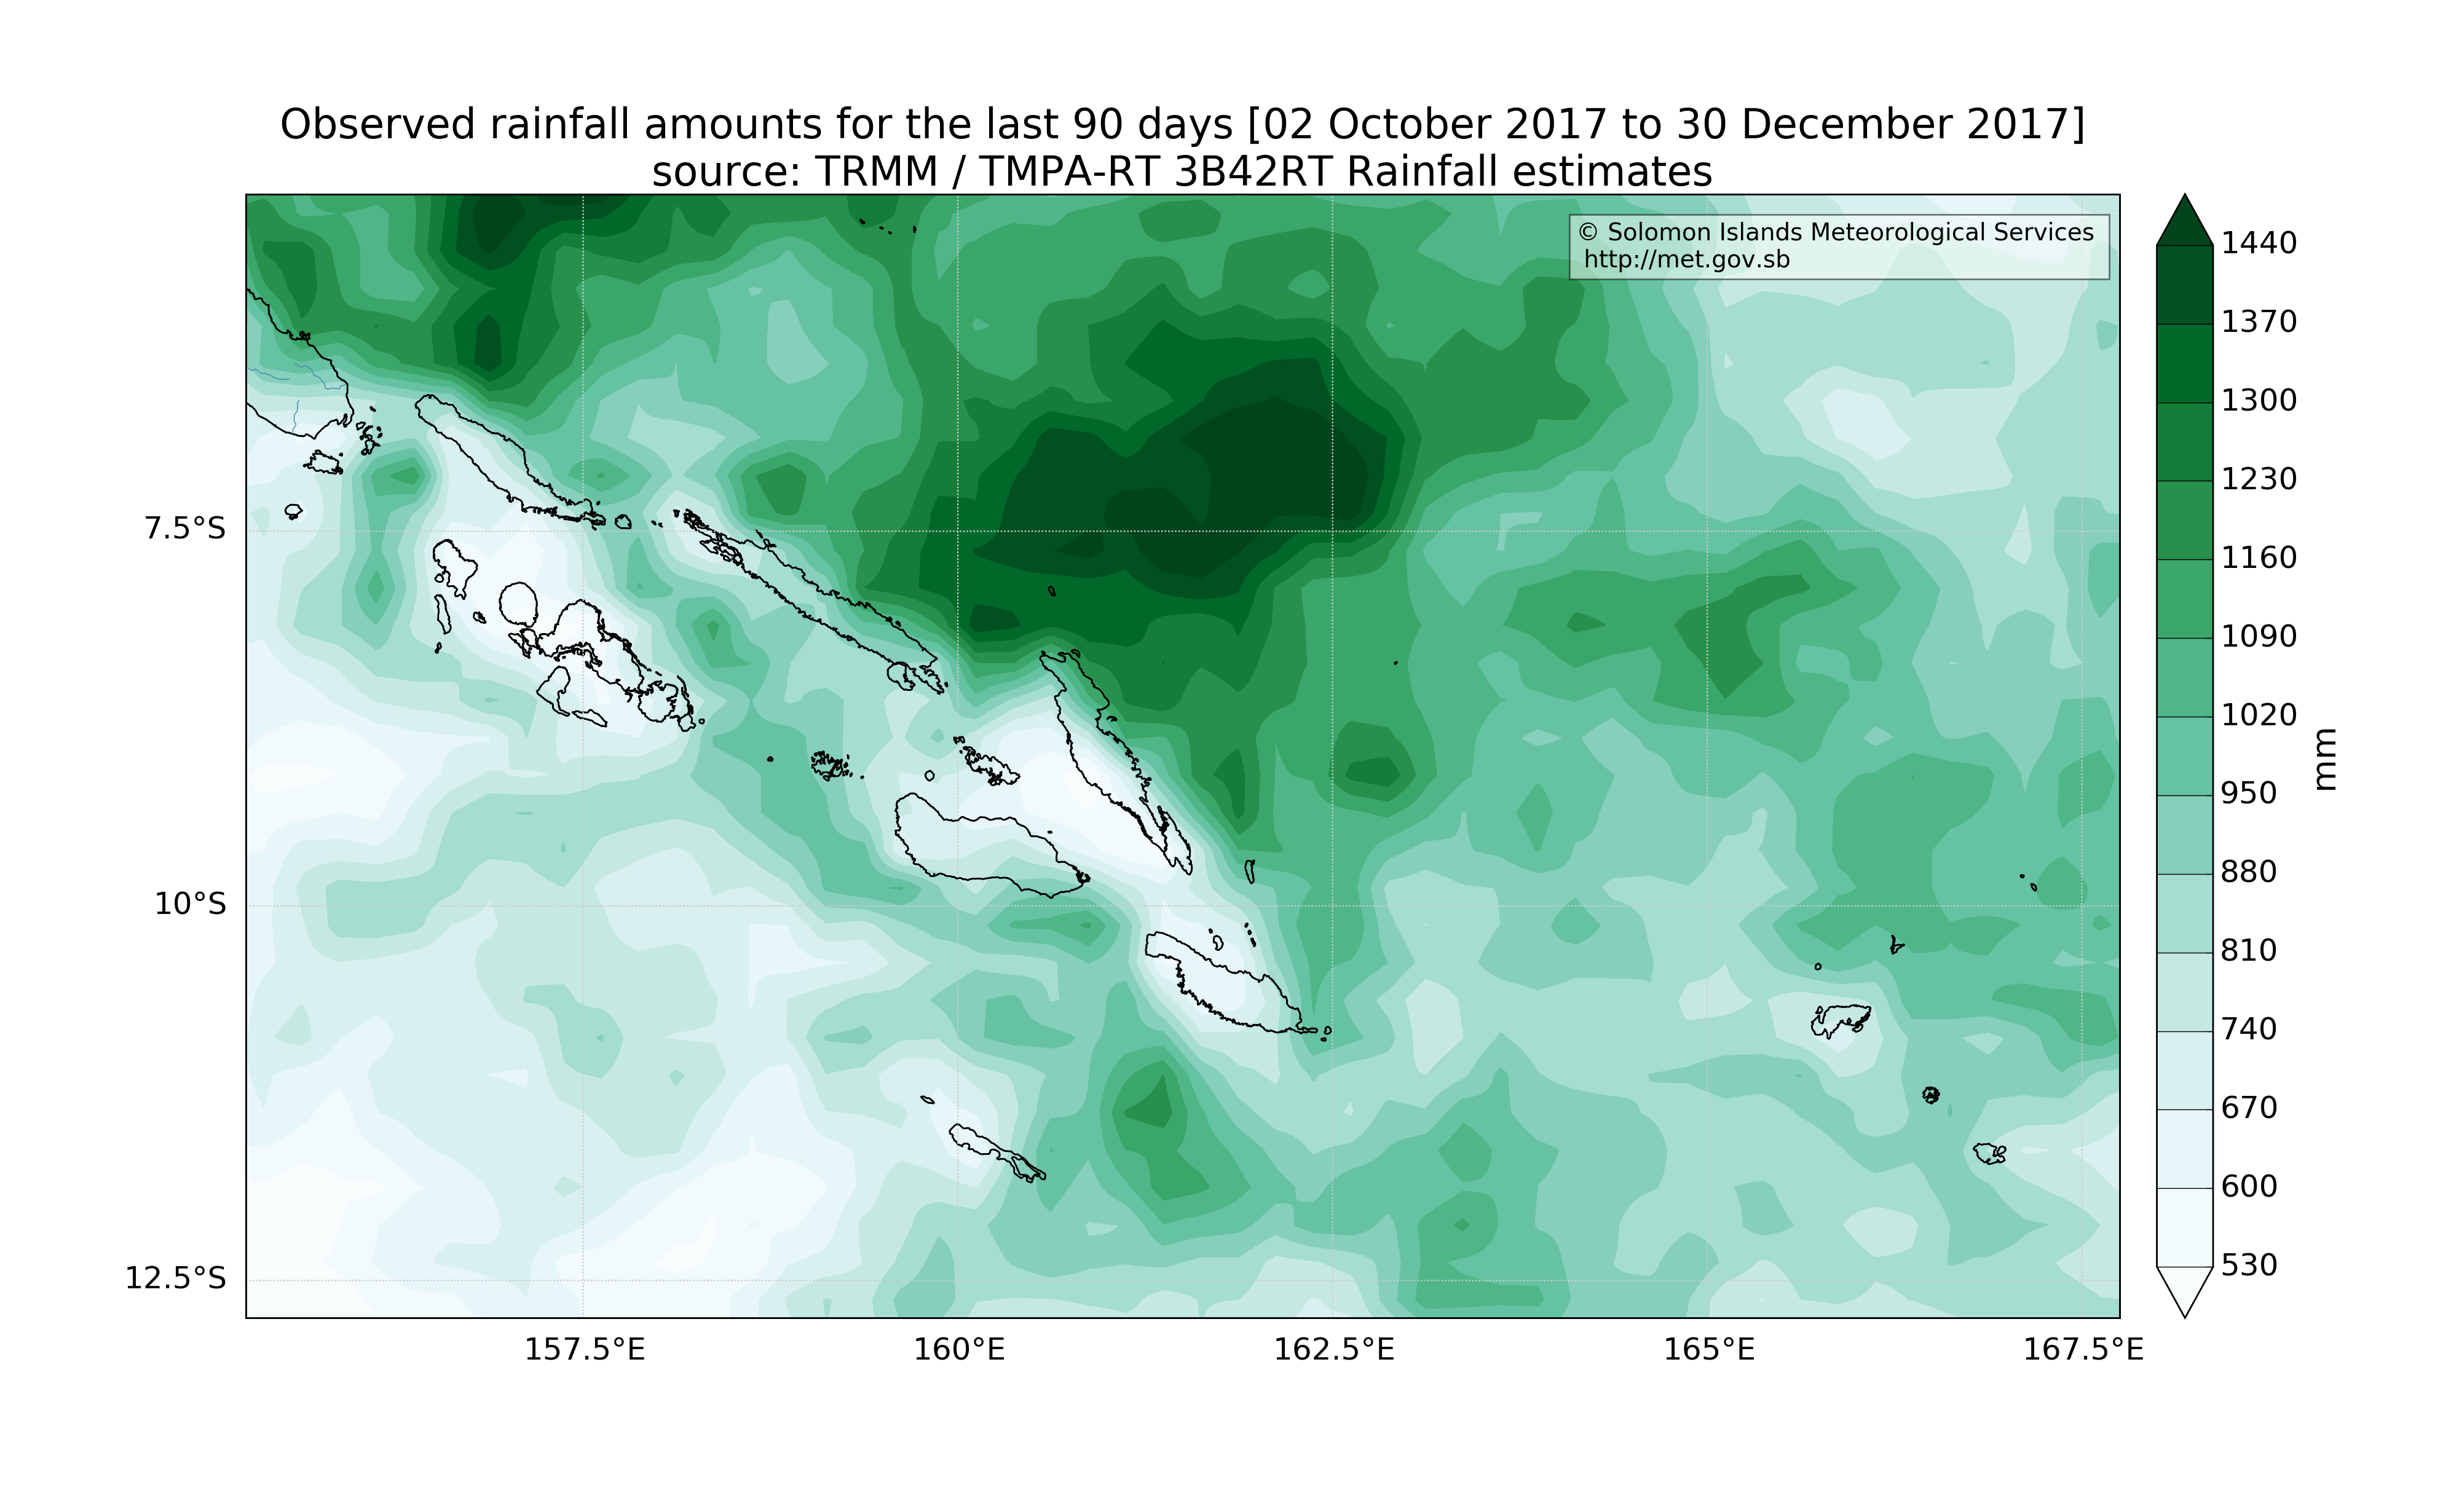 Observed rainfall amounts for the last 90 days [02 October 2017 to 30 December 2017]
source: TRMM / TMPA-RT 3B42RT Rainfall estimates
© Solomon Islands Meteorological Services
http://met.gov.sb
7.5°S
10°S
12.5°S
157.5°E
160°E
162.5°E
165°E
167.5°E
1440
1370
1300
1230
1160
1090
1020
950
880
810
740
670
600
530
mm